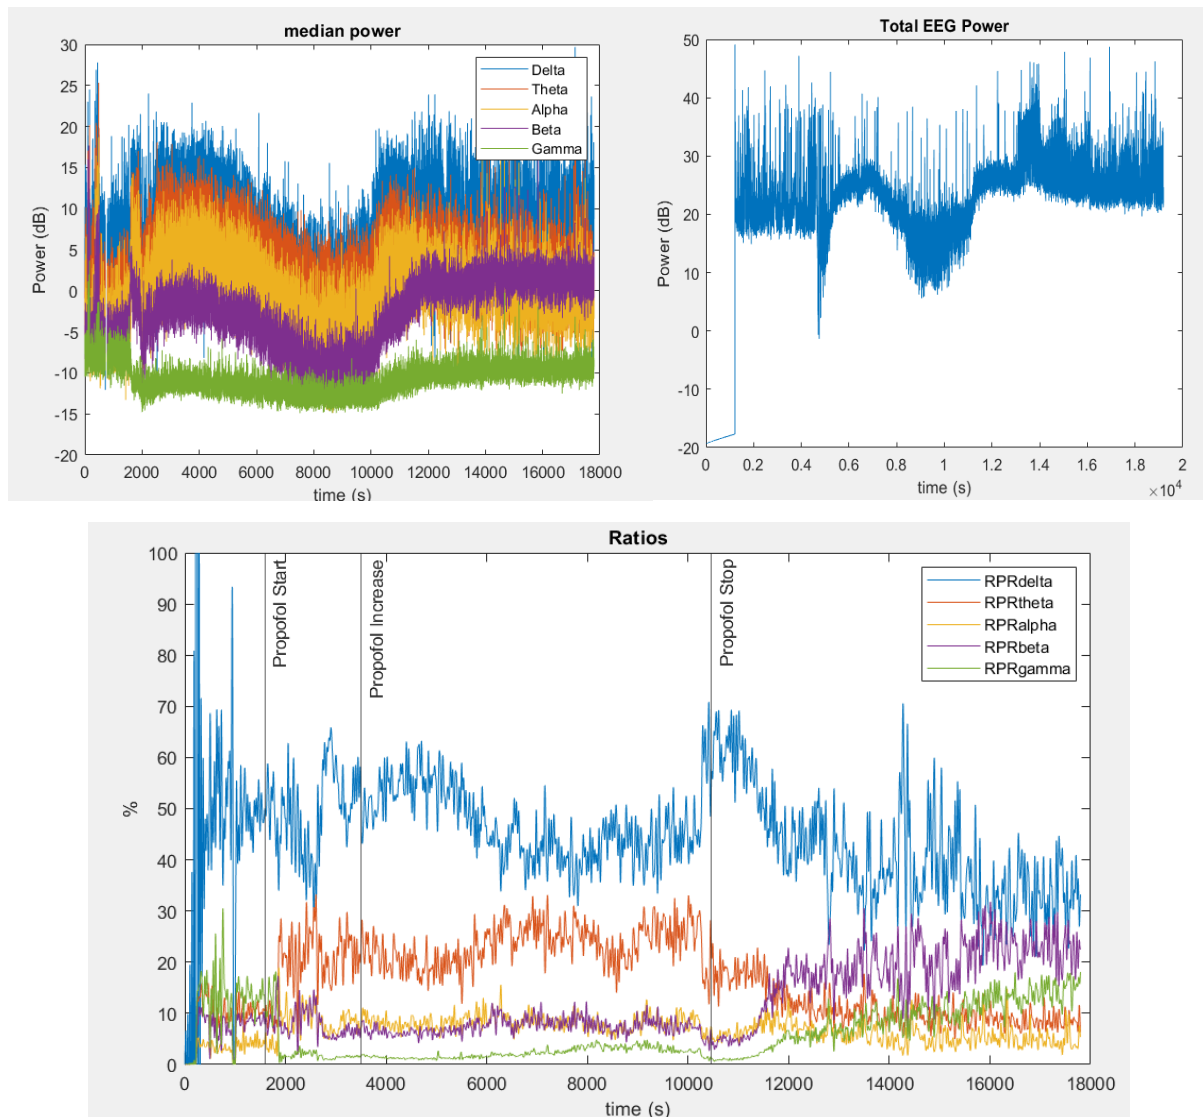 median power
30
25
20
15
10
5
0
-5
-10
-15
-20
Power (dB)
0 2000 4000 6000 8000 10000 12000 14000 16000 18000
time (s)
Delta
Theta
Alpha
Beta
Gamma
Total EEG Power
50
40
30
20
10
0
-10
-20
Power (dB)
0 0.2 0.4 0.6 0.8 1 1.2 1.4 1.6 1.8 2
time (s)
×10⁴
Ratios
100
90
80
70
60
50
40
30
20
10
0
%
Propofol Start
Propofol Increase
Propofol Stop
RPRdelta
RPRtheta
RPRalpha
RPRbeta
RPRgamma
0 2000 4000 6000 8000 10000 12000 14000 16000 18000
time (s)